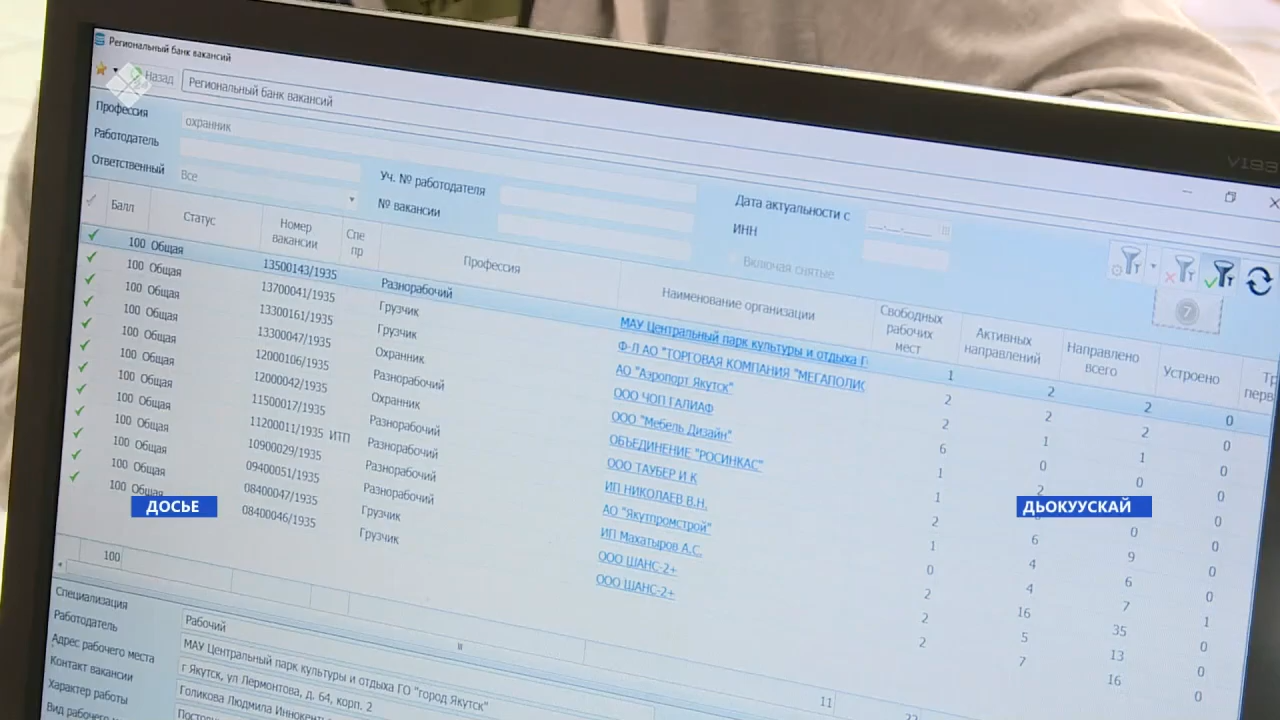 Региональный банк вакансий
Назад Региональный банк вакансий
Профессия охранник
Работодатель Уч. № работодателя Дата актуальности с
Ответственный Все № вакансии ИНН
Включая снятые
7
Балл Статус Номер вакансии Спе пр Профессия Наименование организации Свободных рабочих мест Активных направлений Направлено всего Устроено
100 Общая 13500143/1935 Разнорабочий МАУ Центральный парк культуры и отдыха Г 1 2 2 0
100 Общая 13700041/1935 Грузчик Ф-Л АО "ТОРГОВАЯ КОМПАНИЯ "МЕГАПОЛИС 2 2 2 0
100 Общая 13300161/1935 Грузчик АО "Аэропорт Якутск" 2 1 1 0
100 Общая 13300047/1935 Охранник ООО ЧОП ГАЛИАФ 6 0 0 0
100 Общая 12000106/1935 Разнорабочий ООО "Мебель Дизайн" 1 2 0
100 Общая 12000042/1935 Охранник ОБЪЕДИНЕНИЕ "РОСИНКАС" 1 0 0
100 Общая 11500017/1935 Разнорабочий ООО ТАУБЕР И К 2 6 9 0
100 Общая 11200011/1935 ИТП Разнорабочий ИП НИКОЛАЕВ В.Н. 1 4 6 0
100 Общая 10900029/1935 Разнорабочий АО "Якутпромстрой" 0 4 7 1
100 Общая 09400051/1935 Разнорабочий ИП Махатыров А.С. 2 16 35 0
100 Общая 08400047/1935 Грузчик ООО ШАНС-2+ 2 5 13 0
100 Общая 08400046/1935 Грузчик ООО ШАНС-2+ 2 7 16 0
ДОСЬЕ
ДЬОКУУСКАЙ
100 11
Специализация Рабочий
Работодатель МАУ Центральный парк культуры и отдыха ГО "город Якутск"
Адрес рабочего места г Якутск, ул Лермонтова, д. 64, корп. 2
Контакт вакансии Голикова Людмила
Характер работы
Вид